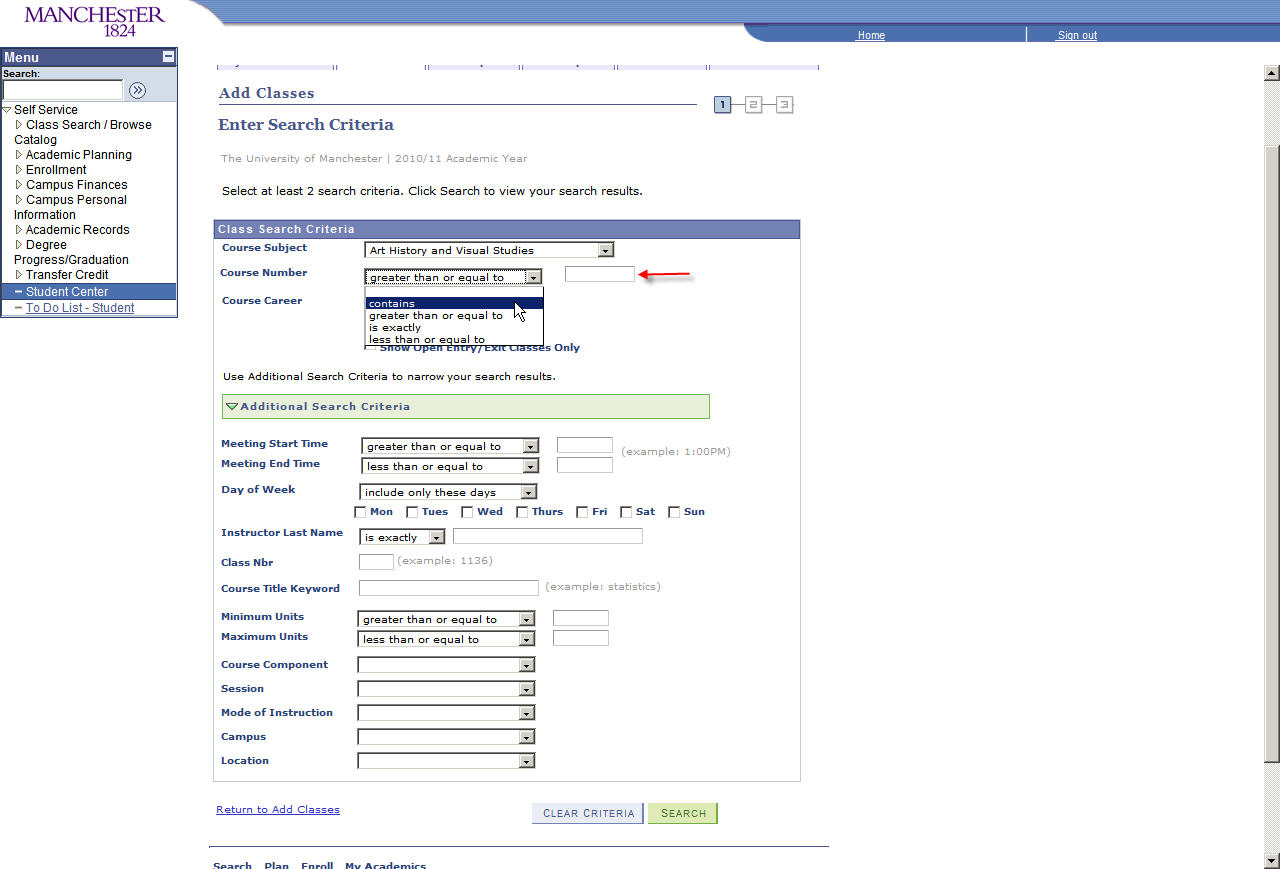 MANCHEsTER
1824
Home
Sign out
Menu
Search:
Self Service
Class Search / Browse
Catalog
Academic Planning
Enrollment
Campus Finances
Campus Personal
Information
Academic Records
Degree
Progress/Graduation
Transfer Credit
Student Center
To Do List - Student
Add Classes
1 2 3
Enter Search Criteria
The University of Manchester | 2010/11 Academic Year
Select at least 2 search criteria. Click Search to view your search results.
Class Search Criteria
Course Subject Art History and Visual Studies
Course Number greater than or equal to
Course Career
contains
greater than or equal to
is exactly
less than or equal to
Show Open Entry/Exit Classes Only
Use Additional Search Criteria to narrow your search results.
Additional Search Criteria
Meeting Start Time greater than or equal to (example: 1:00PM)
Meeting End Time less than or equal to
Day of Week include only these days
Mon Tues Wed Thurs Fri Sat Sun
Instructor Last Name is exactly
Class Nbr (example: 1136)
Course Title Keyword (example: statistics)
Minimum Units greater than or equal to
Maximum Units less than or equal to
Course Component
Session
Mode of Instruction
Campus
Location
Return to Add Classes CLEAR CRITERIA SEARCH
Search Plan Enroll My Academics